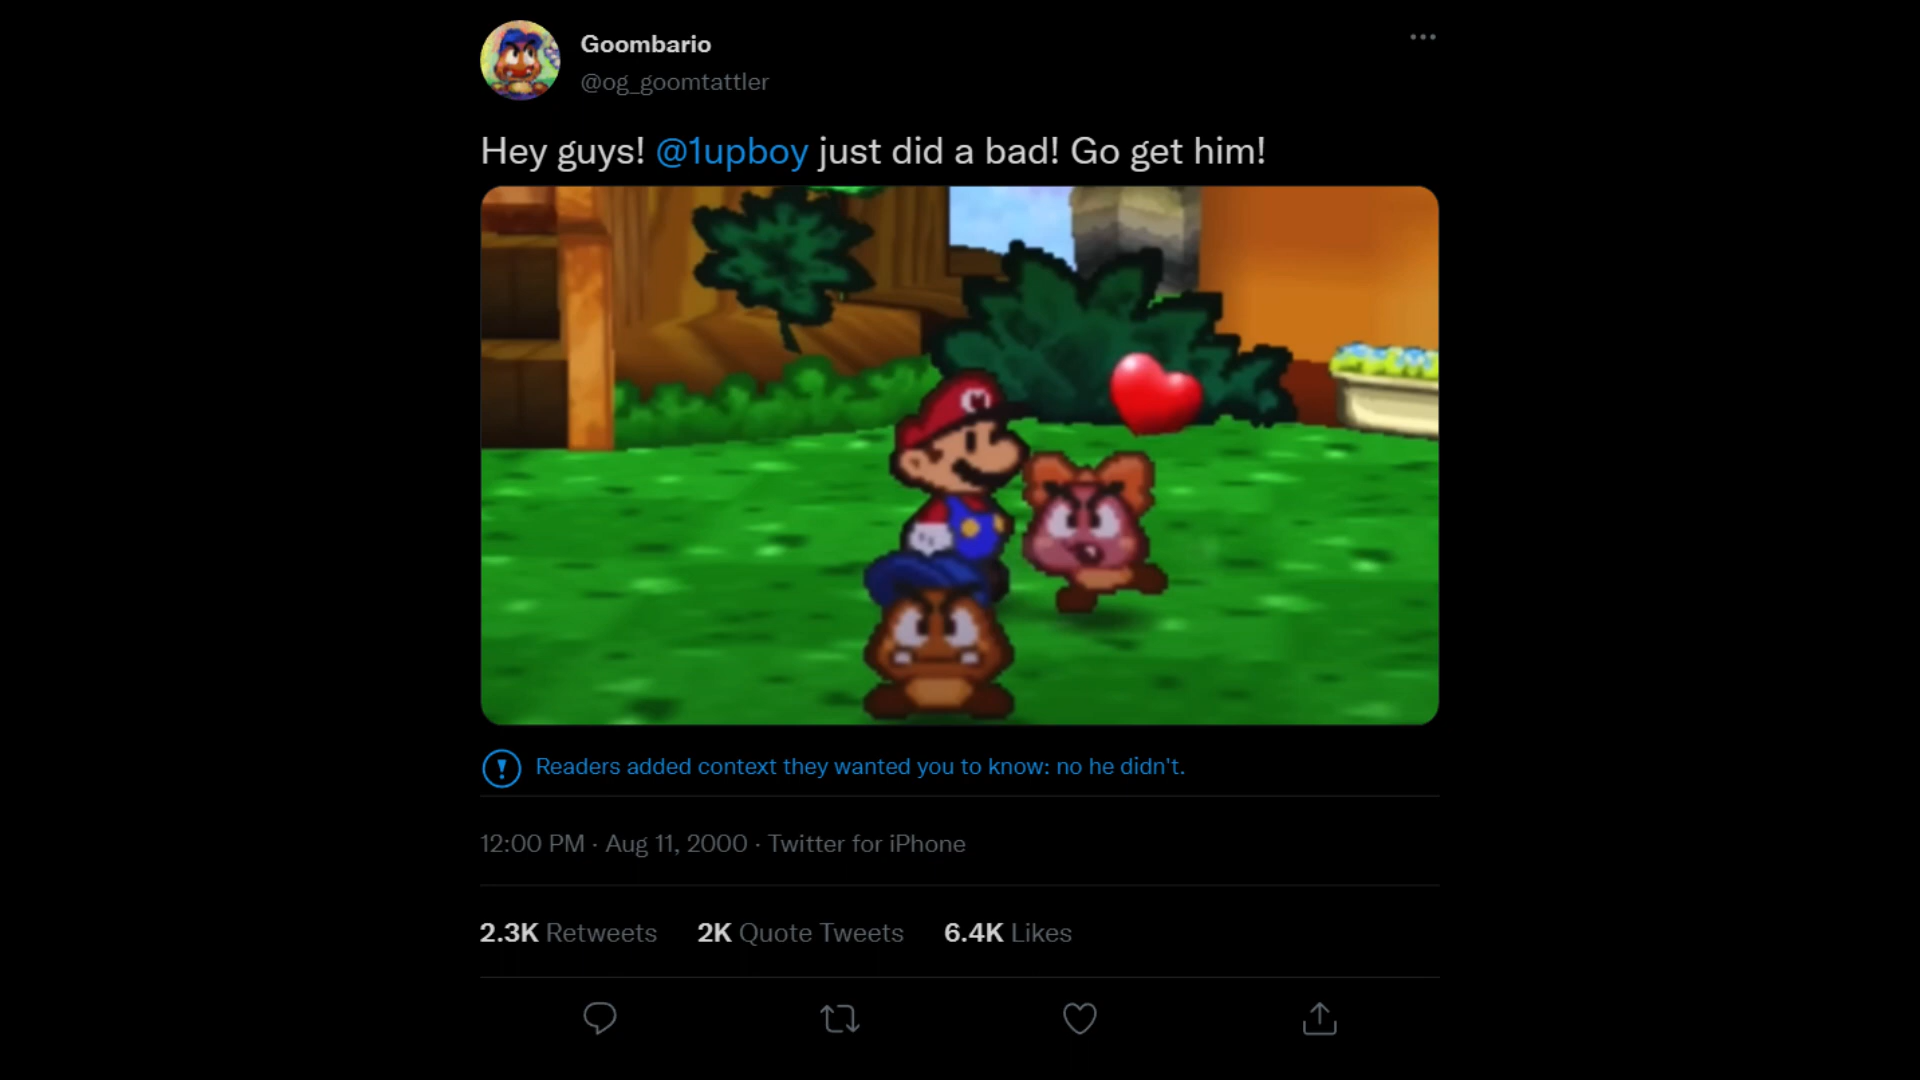 Goombario
@og_goomtattler
Hey guys! @1upboy just did a bad! Go get him!
Readers added context they wanted you to know: no he didn't.
12:00 PM · Aug 11, 2000 · Twitter for iPhone
2.3K Retweets 2K Quote Tweets 6.4K Likes